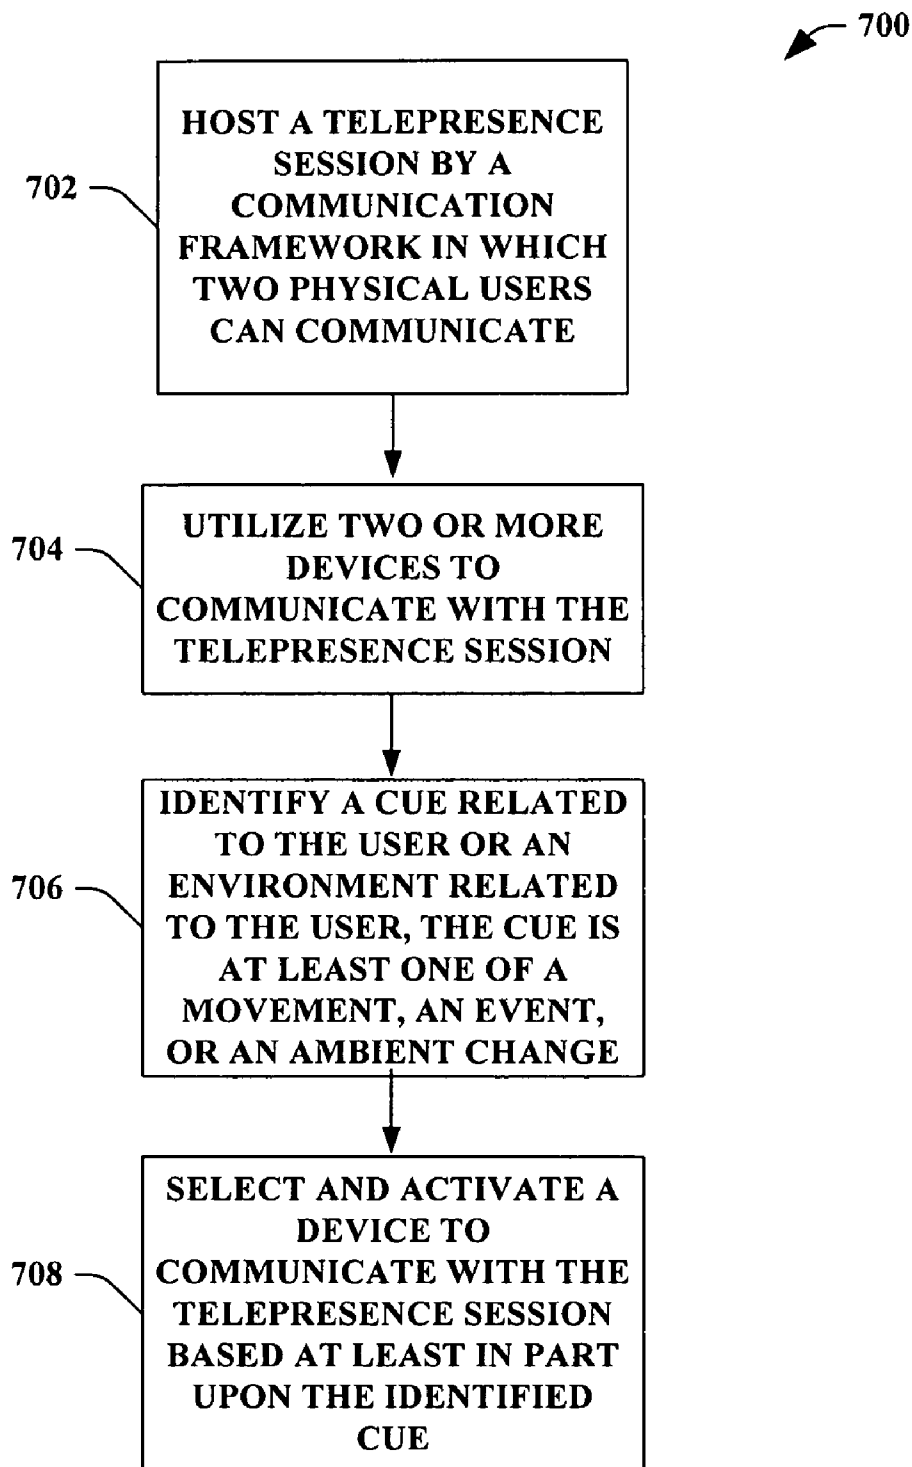 700
HOST A TELEPRESENCE
SESSION BY A
COMMUNICATION
FRAMEWORK IN WHICH
TWO PHYSICAL USERS
CAN COMMUNICATE
702
UTILIZE TWO OR MORE
DEVICES TO
COMMUNICATE WITH THE
TELEPRESENCE SESSION
704
IDENTIFY A CUE RELATED
TO THE USER OR AN
ENVIRONMENT RELATED
TO THE USER, THE CUE IS
AT LEAST ONE OF A
MOVEMENT, AN EVENT,
OR AN AMBIENT CHANGE
706
SELECT AND ACTIVATE A
DEVICE TO
COMMUNICATE WITH THE
TELEPRESENCE SESSION
BASED AT LEAST IN PART
UPON THE IDENTIFIED
CUE
708